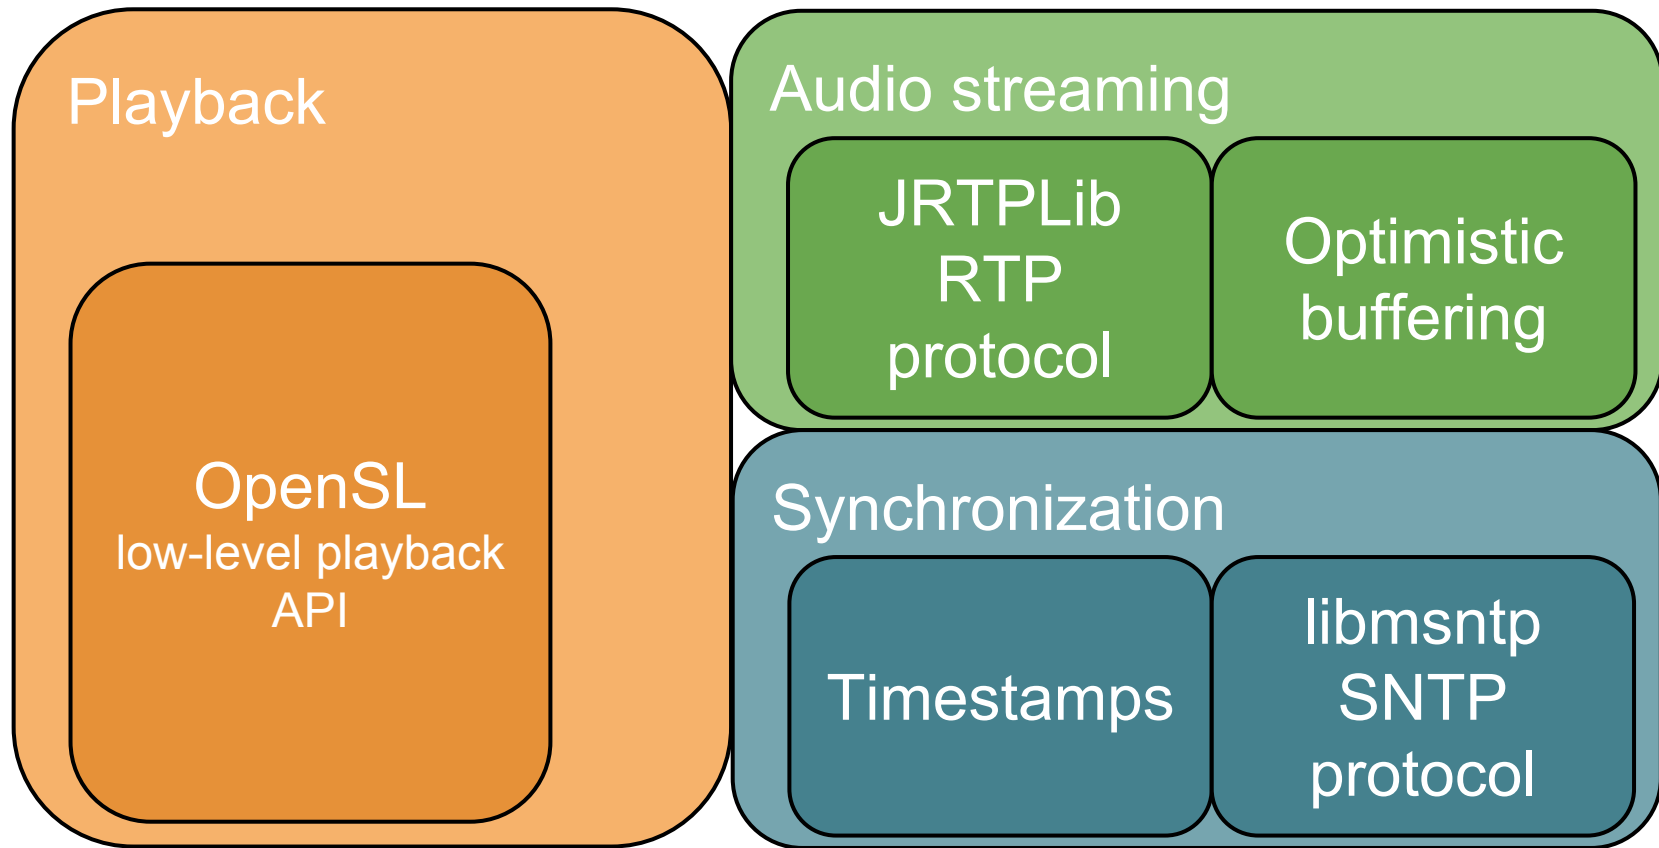 Playback
OpenSL
low-level playback
API
Audio streaming
JRTPLib
RTP
protocol
Optimistic
buffering
Synchronization
Timestamps
libmsntp
SNTP
protocol